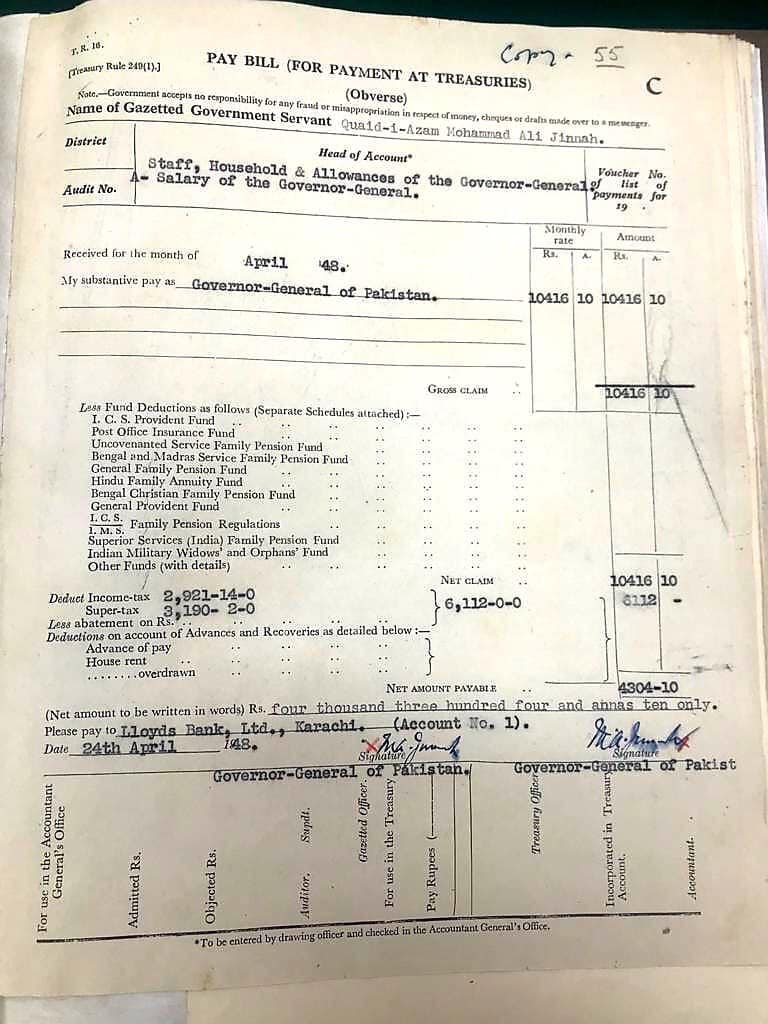 T. R. 16.
Copy - 55
[Treasury Rule 249(1).]
PAY BILL (FOR PAYMENT AT TREASURIES)
C
(Obverse)
Note.—Government accepts no responsibility for any fraud or misappropriation in respect of money, cheques or drafts made over to a messenger.
Name of Gazetted Government Servant Quaid-i-Azam Mohammad Ali Jinnah.
District
Head of Account*
Staff, Household & Allowances of the Governor-General
A- Salary of the Governor-General.
Audit No.
Voucher No.
of list of
payments for
19 .
Monthly rate Amount
Rs. A. Rs. A.
Received for the month of April '48.
My substantive pay as Governor-General of Pakistan. 10416 10 10416 10
GROSS CLAIM .. 10416 10
Less Fund Deductions as follows (Separate Schedules attached) :—
I. C. S. Provident Fund .. .. .. .. .. ..
Post Office Insurance Fund .. .. .. .. ..
Uncovenanted Service Family Pension Fund .. .. .. ..
Bengal and Madras Service Family Pension Fund .. .. .. ..
General Family Pension Fund .. .. .. .. ..
Hindu Family Annuity Fund .. .. .. .. ..
Bengal Christian Family Pension Fund .. .. .. ..
General Provident Fund .. .. .. .. ..
I. C. S.
I. M. S. Family Pension Regulations .. .. .. ..
Superior Services (India) Family Pension Fund .. .. .. ..
Indian Military Widows' and Orphans' Fund .. .. .. ..
Other Funds (with details) .. .. .. .. ..
NET CLAIM .. 10416 10
Deduct Income-tax 2,921-14-0
Super-tax 3,190- 2-0
6,112-0-0 6112 -
Less abatement on Rs. .. .. .. ..
Deductions on account of Advances and Recoveries as detailed below :—
Advance of pay .. .. .. ..
House rent .. .. .. ..
........overdrawn .. .. ..
NET AMOUNT PAYABLE .. 4304-10
(Net amount to be written in words) Rs. four thousand three hundred four and annas ten only.
Please pay to Lloyds Bank, Ltd., Karachi. (Account No. 1).
Date 24th April 1948.
M.A. Jinnah M.A. Jinnah
Signature Signature
Governor-General of Pakistan. Governor-General of Pakist
For use in the Accountant General's Office
Admitted Rs.
Objected Rs.
Auditor. Supdt.
Gazetted Officer.
For use in the Treasury
Pay Rupees (—
Treasury Officer
Incorporated in Treasury Account.
Accountant.
*To be entered by drawing officer and checked in the Accountant General's Office.